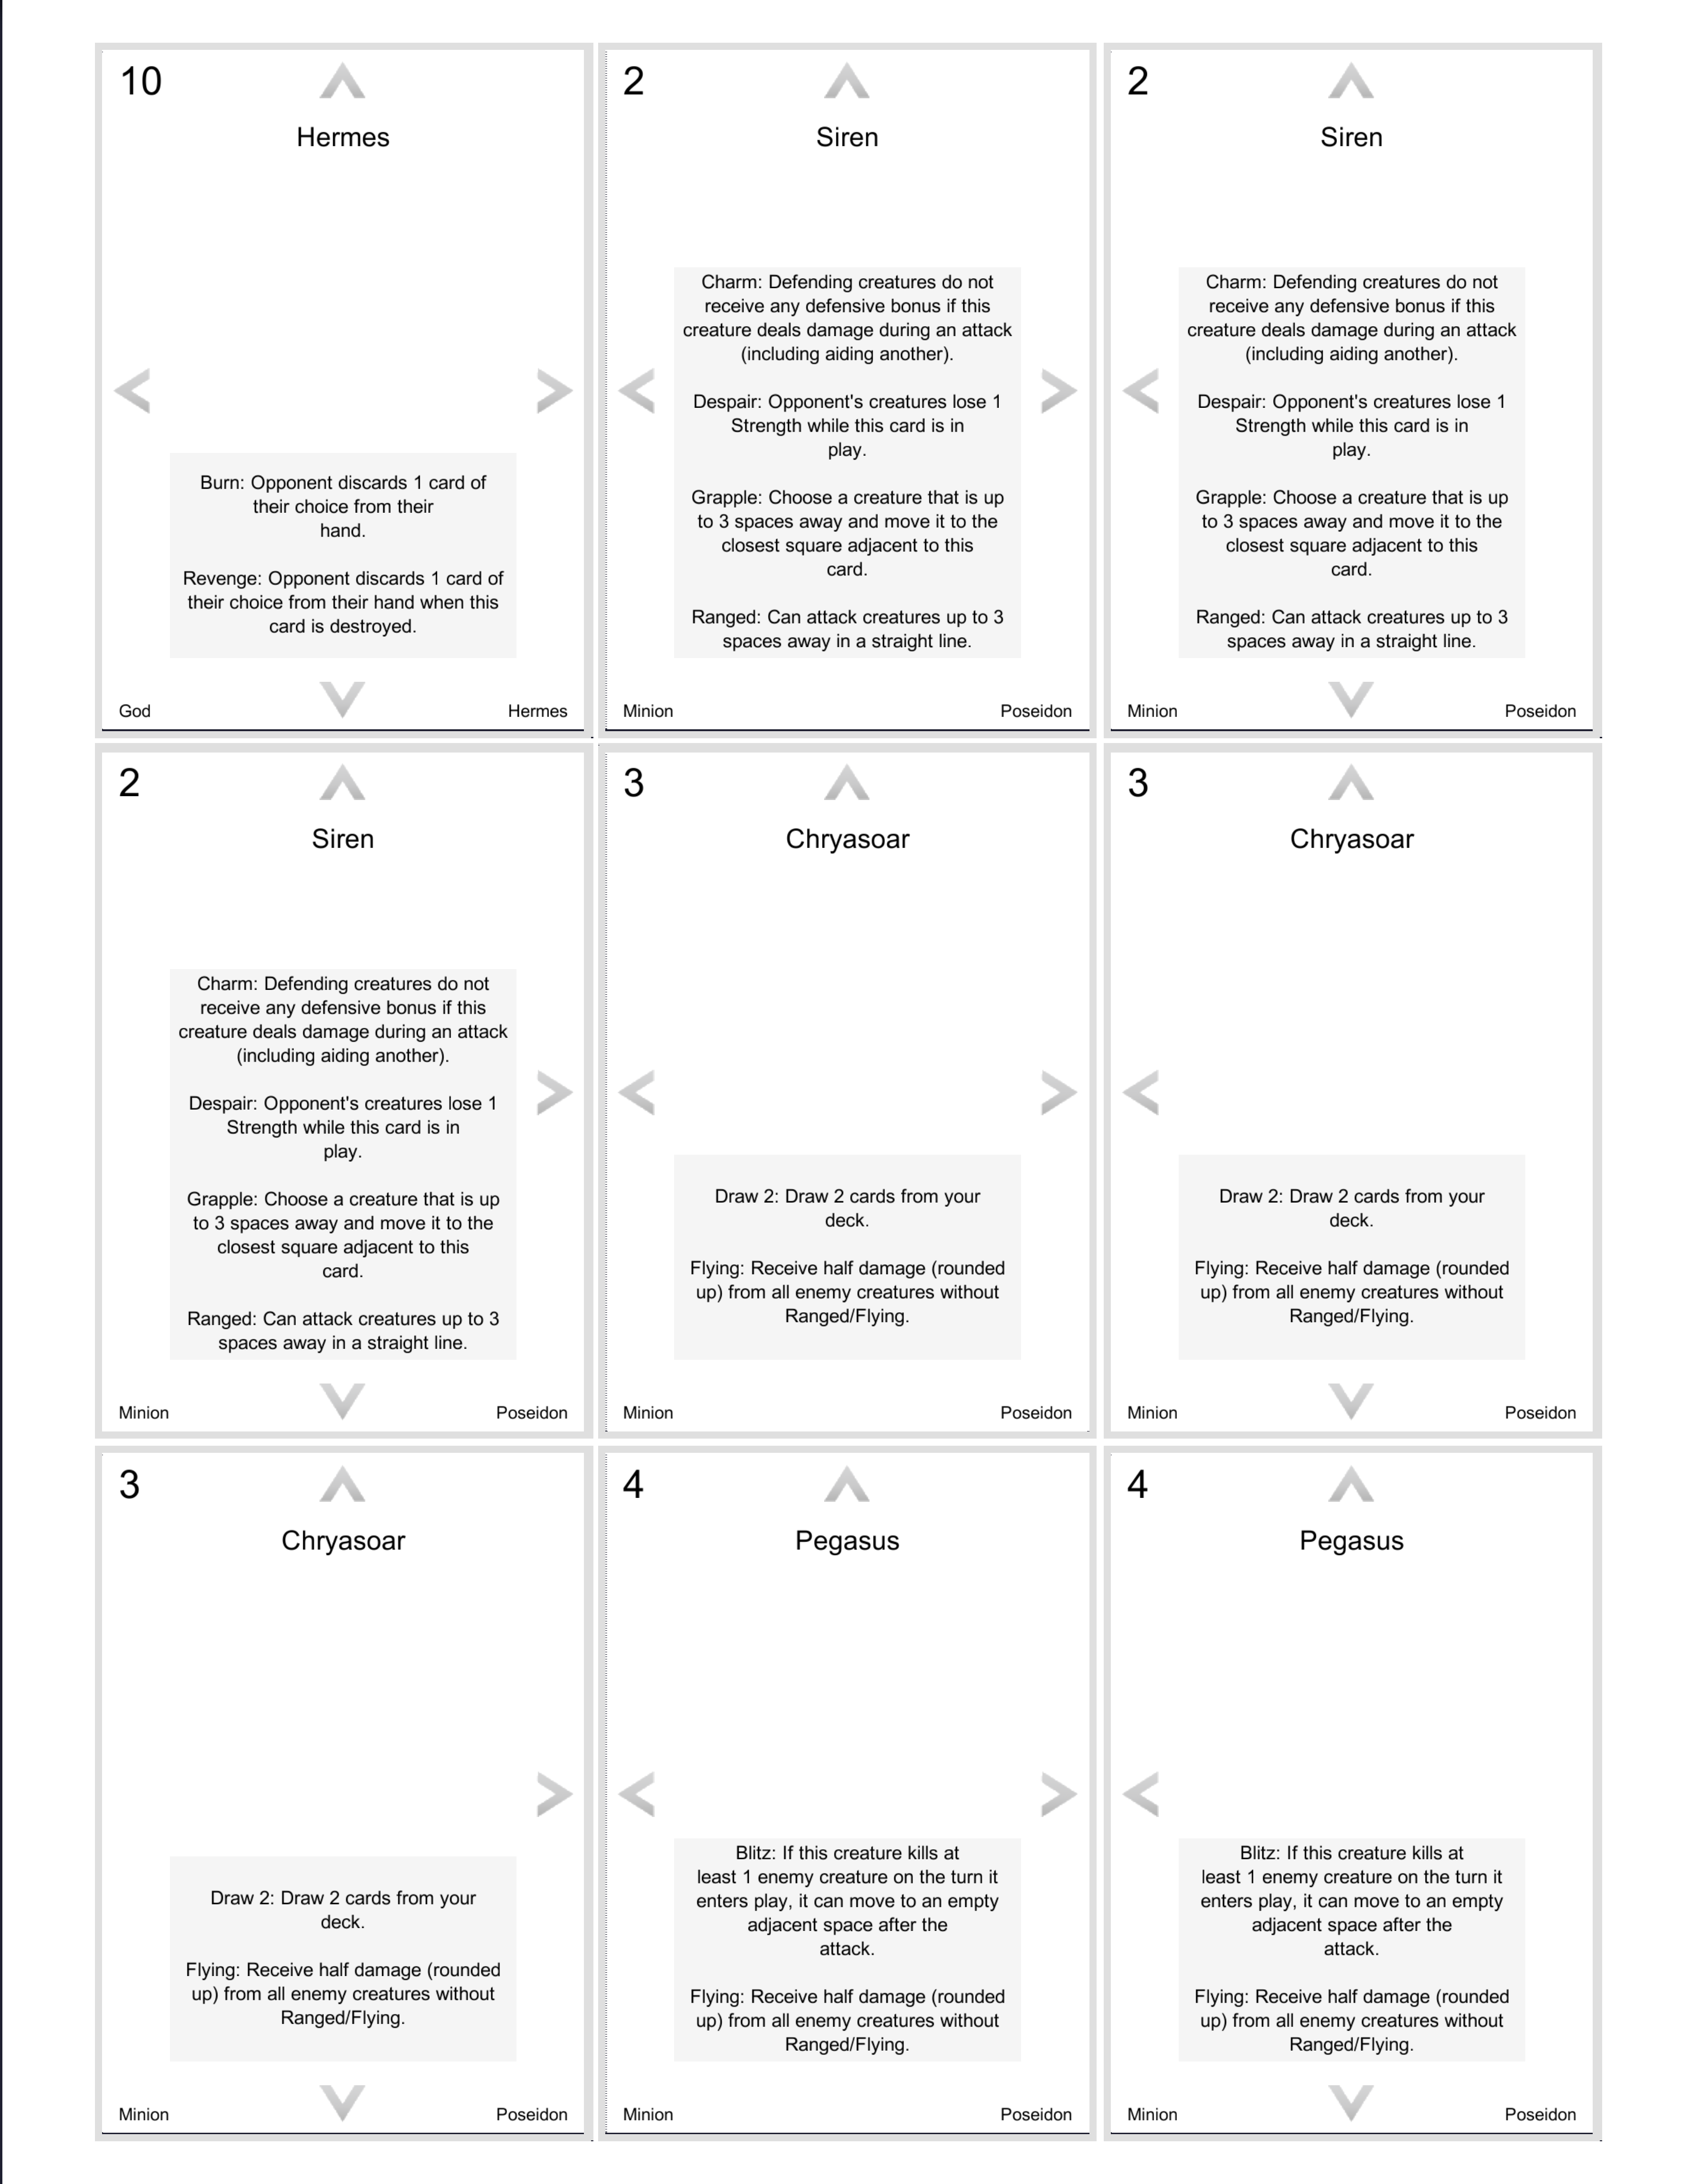 10
Hermes
Burn: Opponent discards 1 card of
their choice from their
hand.
Revenge: Opponent discards 1 card of
their choice from their hand when this
card is destroyed.
God
Hermes
2
Siren
Charm: Defending creatures do not
receive any defensive bonus if this
creature deals damage during an attack
(including aiding another).
Despair: Opponent's creatures lose 1
Strength while this card is in
play.
Grapple: Choose a creature that is up
to 3 spaces away and move it to the
closest square adjacent to this
card.
Ranged: Can attack creatures up to 3
spaces away in a straight line.
Minion
Poseidon
2
Siren
Charm: Defending creatures do not
receive any defensive bonus if this
creature deals damage during an attack
(including aiding another).
Despair: Opponent's creatures lose 1
Strength while this card is in
play.
Grapple: Choose a creature that is up
to 3 spaces away and move it to the
closest square adjacent to this
card.
Ranged: Can attack creatures up to 3
spaces away in a straight line.
Minion
Poseidon
2
Siren
Charm: Defending creatures do not
receive any defensive bonus if this
creature deals damage during an attack
(including aiding another).
Despair: Opponent's creatures lose 1
Strength while this card is in
play.
Grapple: Choose a creature that is up
to 3 spaces away and move it to the
closest square adjacent to this
card.
Ranged: Can attack creatures up to 3
spaces away in a straight line.
Minion
Poseidon
3
Chryasoar
Draw 2: Draw 2 cards from your
deck.
Flying: Receive half damage (rounded
up) from all enemy creatures without
Ranged/Flying.
Minion
Poseidon
3
Chryasoar
Draw 2: Draw 2 cards from your
deck.
Flying: Receive half damage (rounded
up) from all enemy creatures without
Ranged/Flying.
Minion
Poseidon
3
Chryasoar
Draw 2: Draw 2 cards from your
deck.
Flying: Receive half damage (rounded
up) from all enemy creatures without
Ranged/Flying.
Minion
Poseidon
4
Pegasus
Blitz: If this creature kills at
least 1 enemy creature on the turn it
enters play, it can move to an empty
adjacent space after the
attack.
Flying: Receive half damage (rounded
up) from all enemy creatures without
Ranged/Flying.
Minion
Poseidon
4
Pegasus
Blitz: If this creature kills at
least 1 enemy creature on the turn it
enters play, it can move to an empty
adjacent space after the
attack.
Flying: Receive half damage (rounded
up) from all enemy creatures without
Ranged/Flying.
Minion
Poseidon